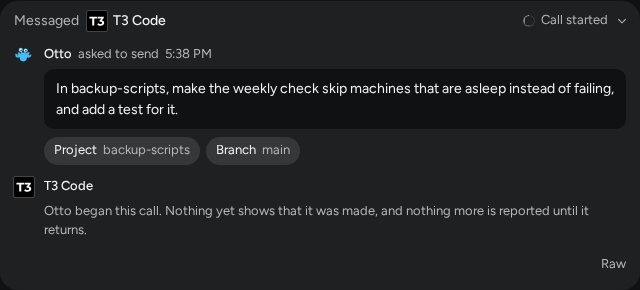 Messaged T3 T3 Code Call started
Otto asked to send 5:38 PM
In backup-scripts, make the weekly check skip machines that are asleep instead of failing,
and add a test for it.
Project backup-scripts Branch main
T3 T3 Code
Otto began this call. Nothing yet shows that it was made, and nothing more is reported until it
returns.
Raw